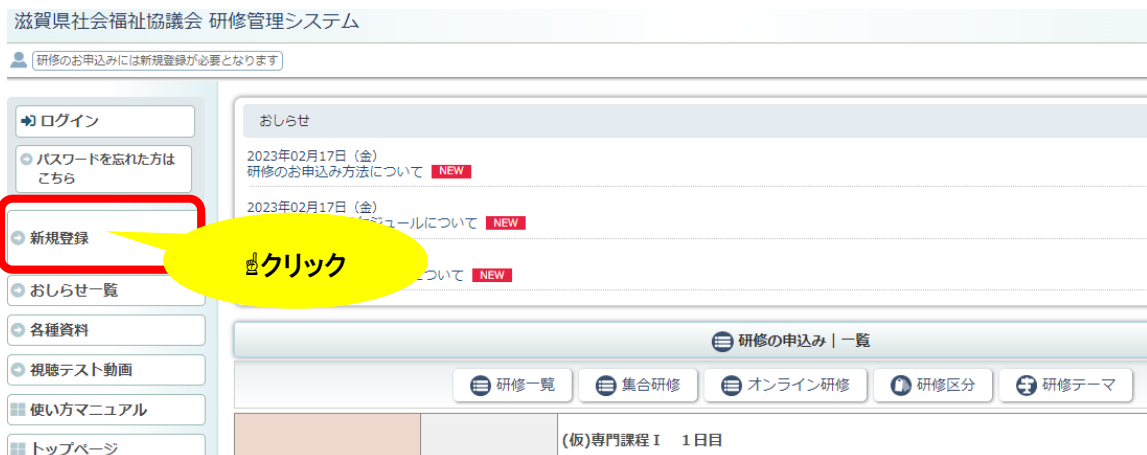 滋賀県社会福祉協議会 研修管理システム
研修のお申込みには新規登録が必要となります
ログイン
パスワードを忘れた方は
こちら
新規登録
おしらせ一覧
各種資料
視聴テスト動画
使い方マニュアル
トップページ
☝クリック
おしらせ
2023年02月17日（金）
研修のお申込み方法について NEW
2023年02月17日（金）
ジュールについて NEW
ついて NEW
研修の申込み｜一覧
研修一覧
集合研修
オンライン研修
研修区分
研修テーマ
(仮)専門課程Ⅰ　1日目